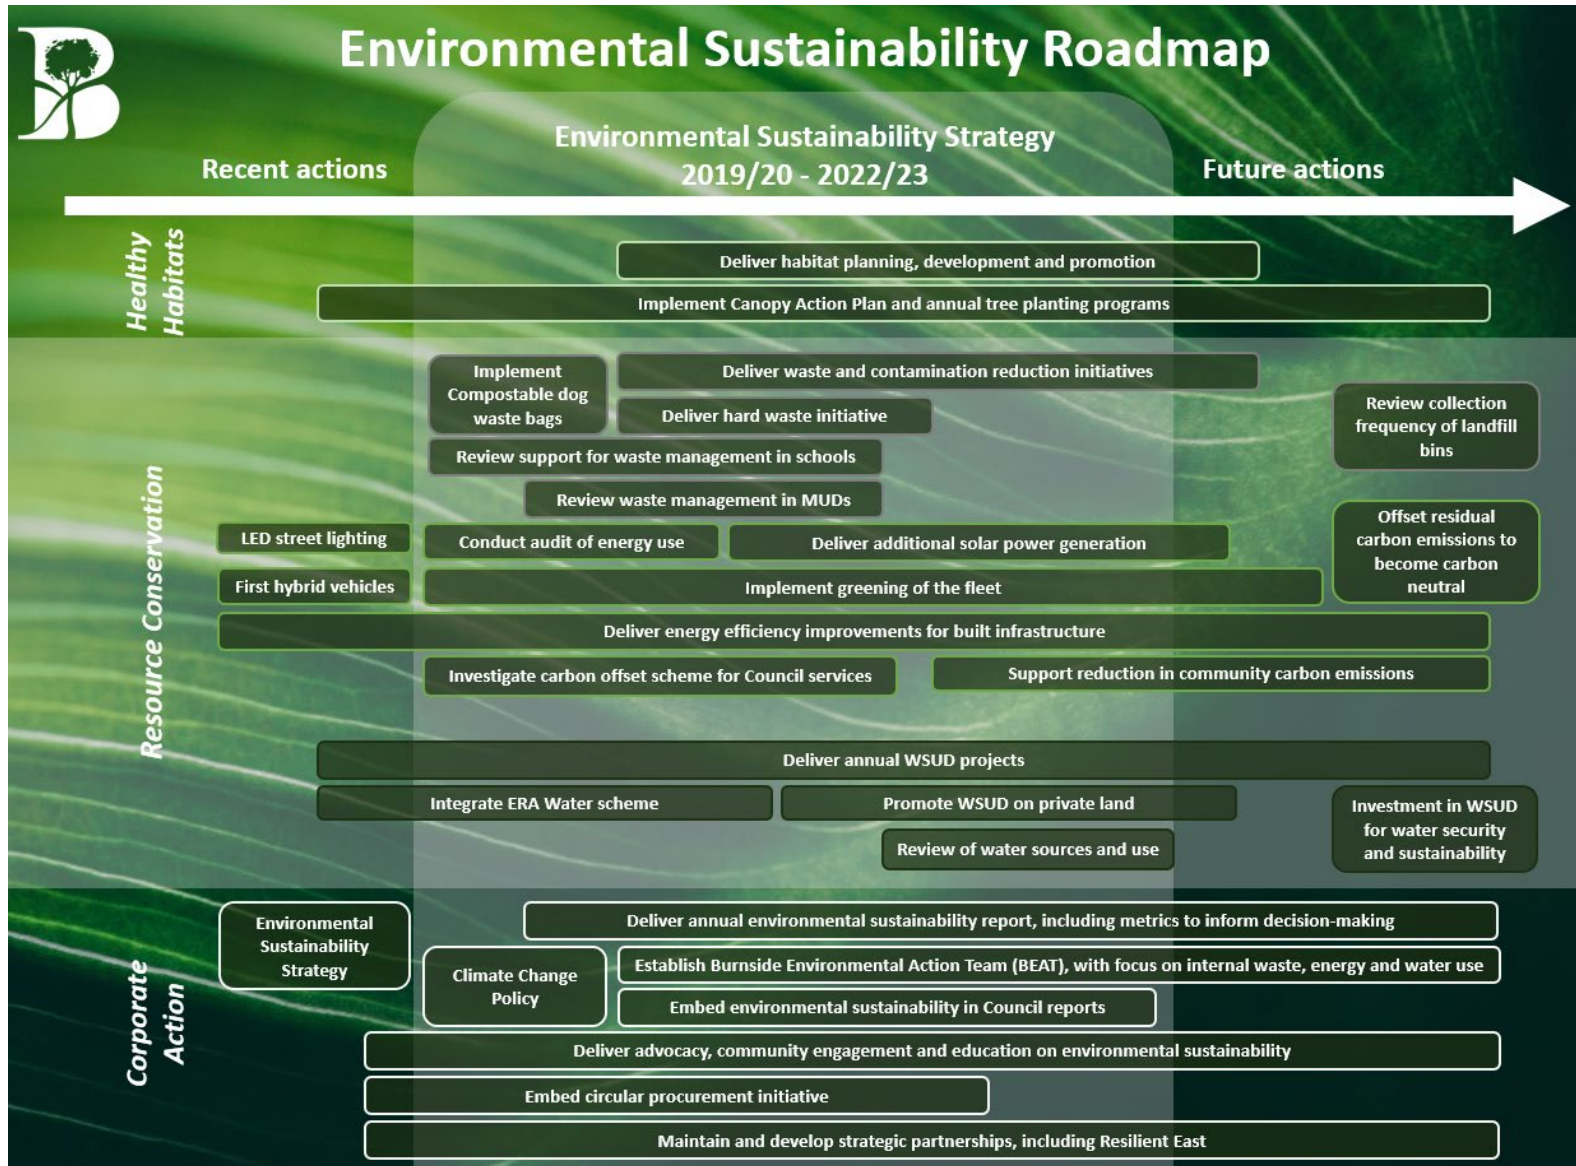 Environmental Sustainability Roadmap
B
Environmental Sustainability Strategy
2019/20 - 2022/23
Recent actions
Future actions
Healthy
Habitats
Deliver habitat planning, development and promotion
Implement Canopy Action Plan and annual tree planting programs
Resource Conservation
Implement
Compostable dog
waste bags
Deliver waste and contamination reduction initiatives
Deliver hard waste initiative
Review collection
frequency of landfill
bins
Review support for waste management in schools
Review waste management in MUDs
LED street lighting
Conduct audit of energy use
Deliver additional solar power generation
Offset residual
carbon emissions to
become carbon
neutral
First hybrid vehicles
Implement greening of the fleet
Deliver energy efficiency improvements for built infrastructure
Investigate carbon offset scheme for Council services
Support reduction in community carbon emissions
Deliver annual WSUD projects
Integrate ERA Water scheme
Promote WSUD on private land
Investment in WSUD
for water security
and sustainability
Review of water sources and use
Corporate
Action
Environmental
Sustainability
Strategy
Deliver annual environmental sustainability report, including metrics to inform decision-making
Climate Change
Policy
Establish Burnside Environmental Action Team (BEAT), with focus on internal waste, energy and water use
Embed environmental sustainability in Council reports
Deliver advocacy, community engagement and education on environmental sustainability
Embed circular procurement initiative
Maintain and develop strategic partnerships, including Resilient East